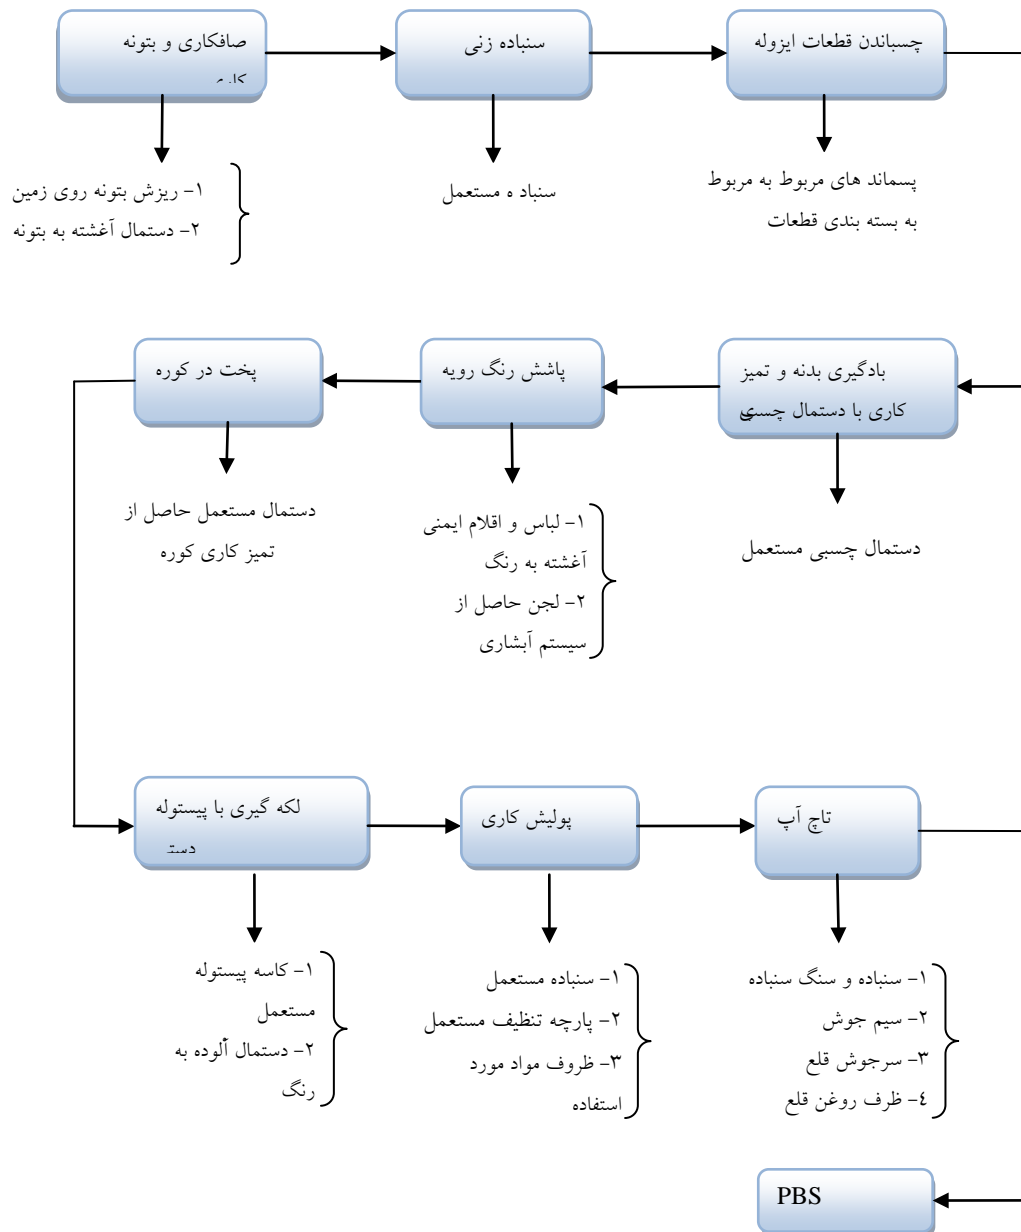 صافکاری و بتونه
کاری
سنباده زنی
چسباندن قطعات ایزوله
۱- ریزش بتونه روی زمین
۲- دستمال آغشته به بتونه
سنباد ه مستعمل
پسماند های مربوط به مربوط
به بسته بندی قطعات
بادگیری بدنه و تمیز
کاری با دستمال چسبی
پاشش رنگ رویه
پخت در کوره
دستمال چسبی مستعمل
۱- لباس و اقلام ایمنی
آغشته به رنگ
۲- لجن حاصل از
سیستم آبشاری
دستمال مستعمل حاصل از
تمیز کاری کوره
لکه گیری با پیستوله
پولیش کاری
تاچ آپ
۱- کاسه پیستوله
مستعمل
۲- دستمال آلوده به
رنگ
۱- سنباده مستعمل
۲- پارچه تنظیف مستعمل
۳- ظروف مواد مورد
استفاده
۱- سنباده و سنگ سنباده
۲- سیم جوش
۳- سرجوش قلع
٤- ظرف روغن قلع
PBS